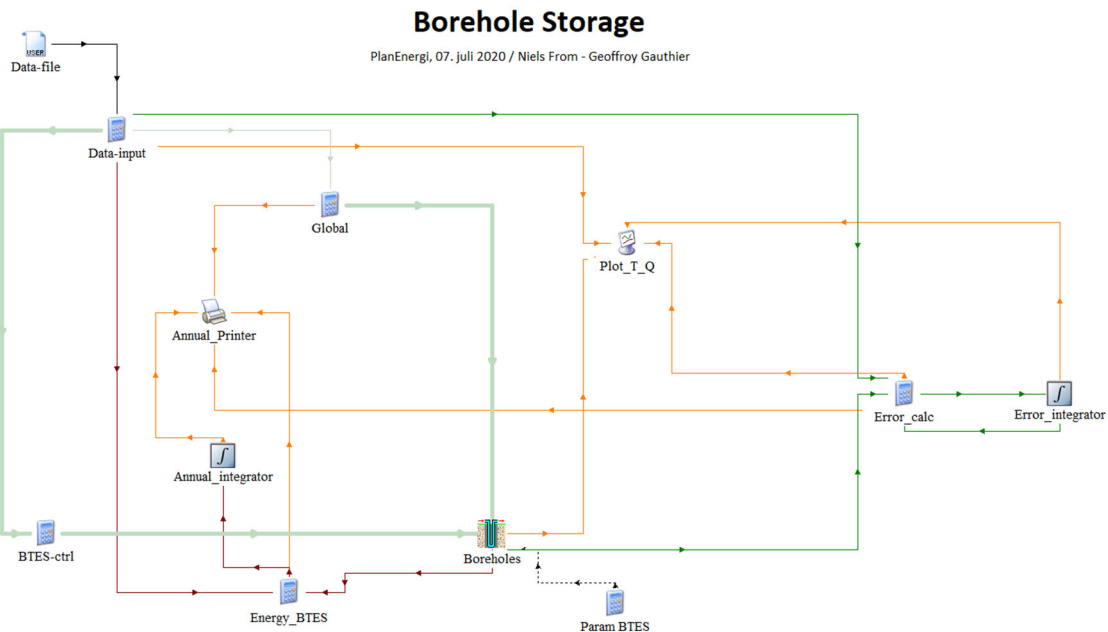 Borehole Storage
PlanEnergi, 07. juli 2020 / Niels From - Geoffroy Gauthier
USER
Data-file
Data-input
Global
Plot_T_Q
Annual_Printer
Error_calc
Error_integrator
∫
∫
Annual_integrator
BTES-ctrl
Boreholes
Energy_BTES
Param BTES